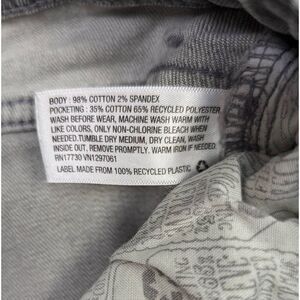 BODY : 98% COTTON 2% SPANDEX
POCKETING : 35% COTTON 65% RECYCLED POLYESTER
WASH BEFORE WEAR, MACHINE WASH WARM WITH
LIKE COLORS, ONLY NON-CHLORINE BLEACH WHEN
NEEDED.TUMBLE DRY MEDIUM, DRY CLEAN, WASH
INSIDE OUT, REMOVE PROMPTLY. WARM IRON IF NEEDED.
RN17730 VN1297061
LABEL MADE FROM 100% RECYCLED PLASTIC